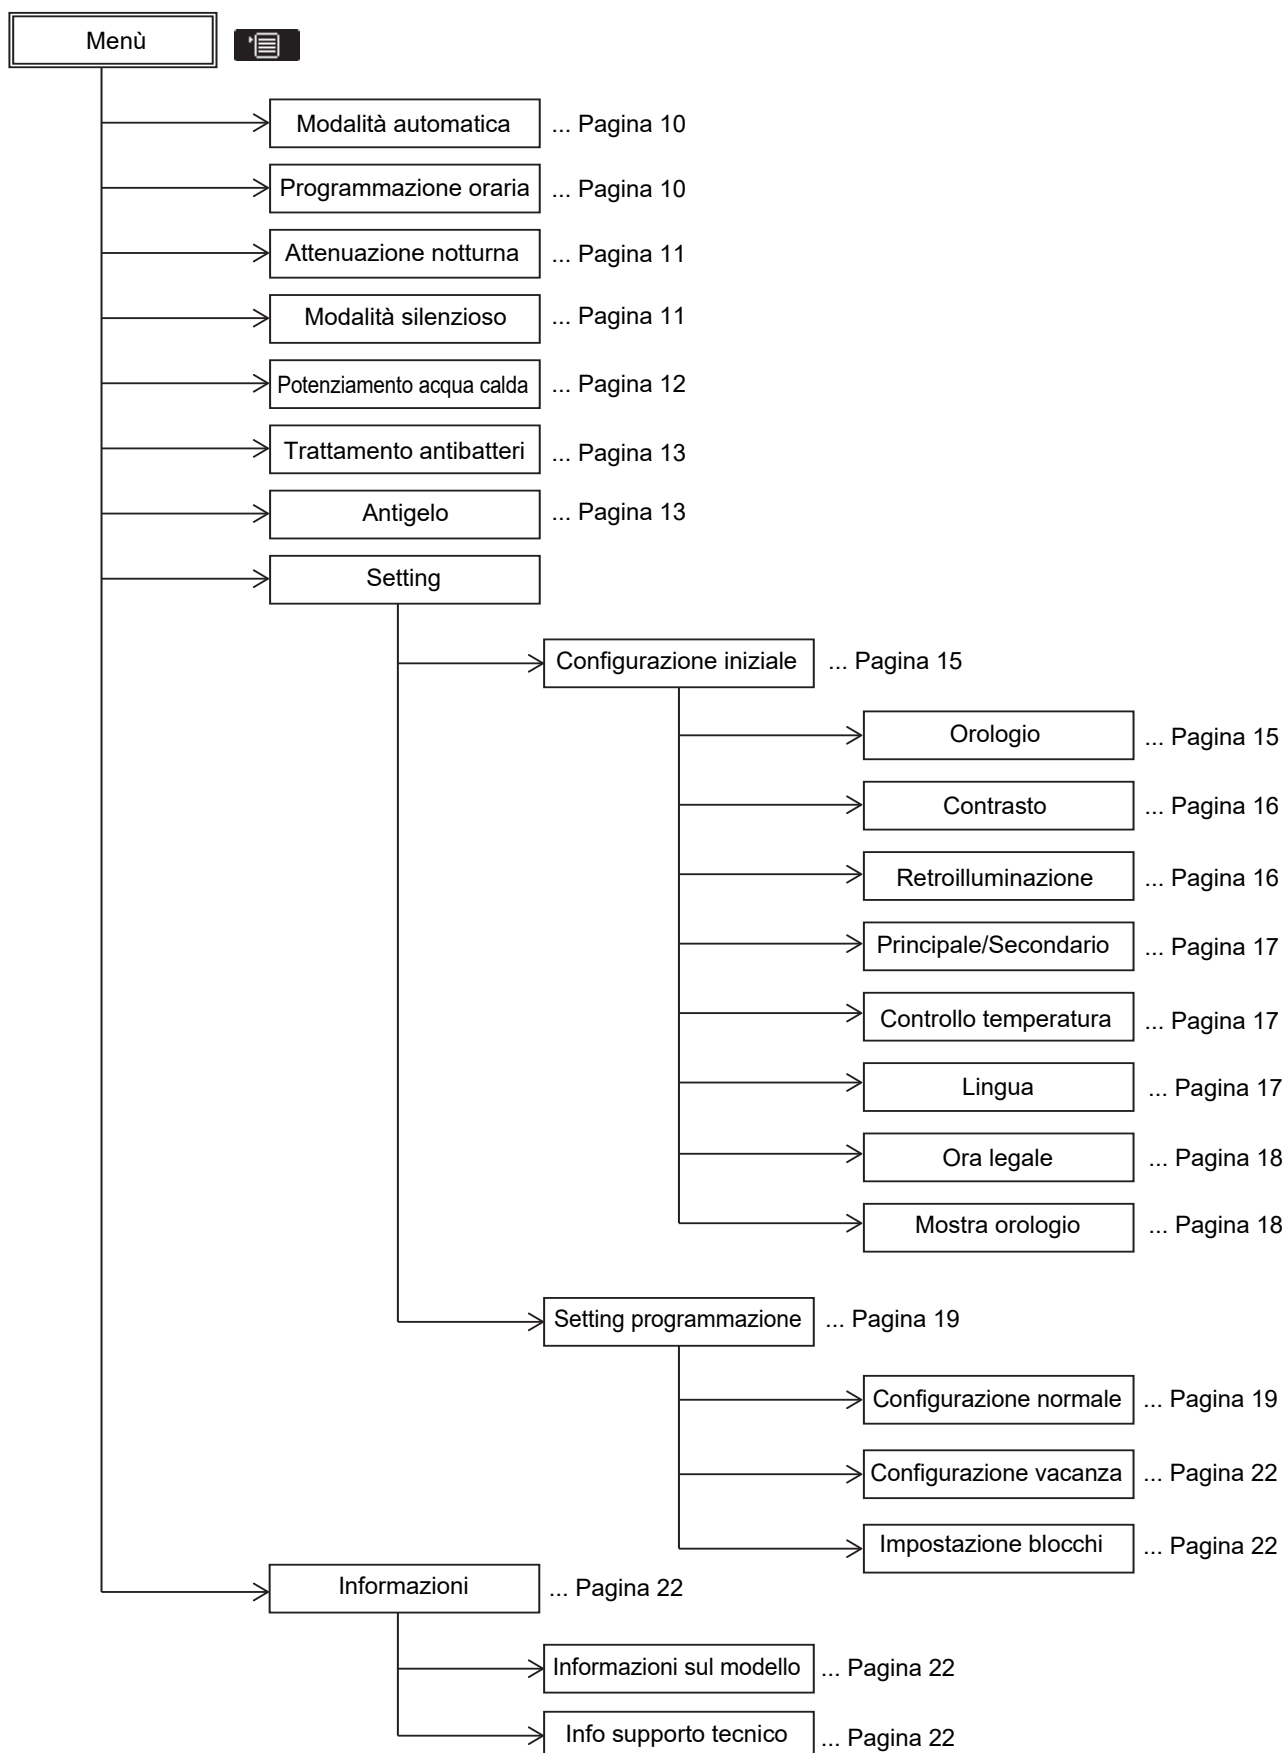 Menù
Modalità automatica ... Pagina 10
Programmazione oraria ... Pagina 10
Attenuazione notturna ... Pagina 11
Modalità silenzioso ... Pagina 11
Potenziamento acqua calda ... Pagina 12
Trattamento antibatteri ... Pagina 13
Antigelo ... Pagina 13
Setting
Configurazione iniziale ... Pagina 15
Orologio ... Pagina 15
Contrasto ... Pagina 16
Retroilluminazione ... Pagina 16
Principale/Secondario ... Pagina 17
Controllo temperatura ... Pagina 17
Lingua ... Pagina 17
Ora legale ... Pagina 18
Mostra orologio ... Pagina 18
Setting programmazione ... Pagina 19
Configurazione normale ... Pagina 19
Configurazione vacanza ... Pagina 22
Impostazione blocchi ... Pagina 22
Informazioni ... Pagina 22
Informazioni sul modello ... Pagina 22
Info supporto tecnico ... Pagina 22